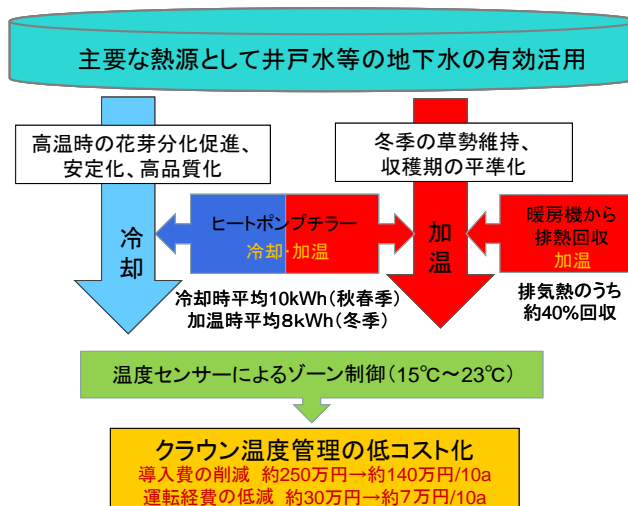 主要な熱源として井戸水等の地下水の有効活用
高温時の花芽分化促進、
安定化、高品質化
冬季の草勢維持、
収穫期の平準化
冷却
ヒートポンプチラー
冷却・加温
加温
暖房機から
排熱回収
加温
冷却時平均10kWh（秋春季）
加温時平均8kWh（冬季）
排気熱のうち
約40%回収
温度センサーによるゾーン制御（15℃～23℃）
クラウン温度管理の低コスト化
導入費の削減 約250万円→約140万円/10a
運転経費の低減 約30万円→約7万円/10a